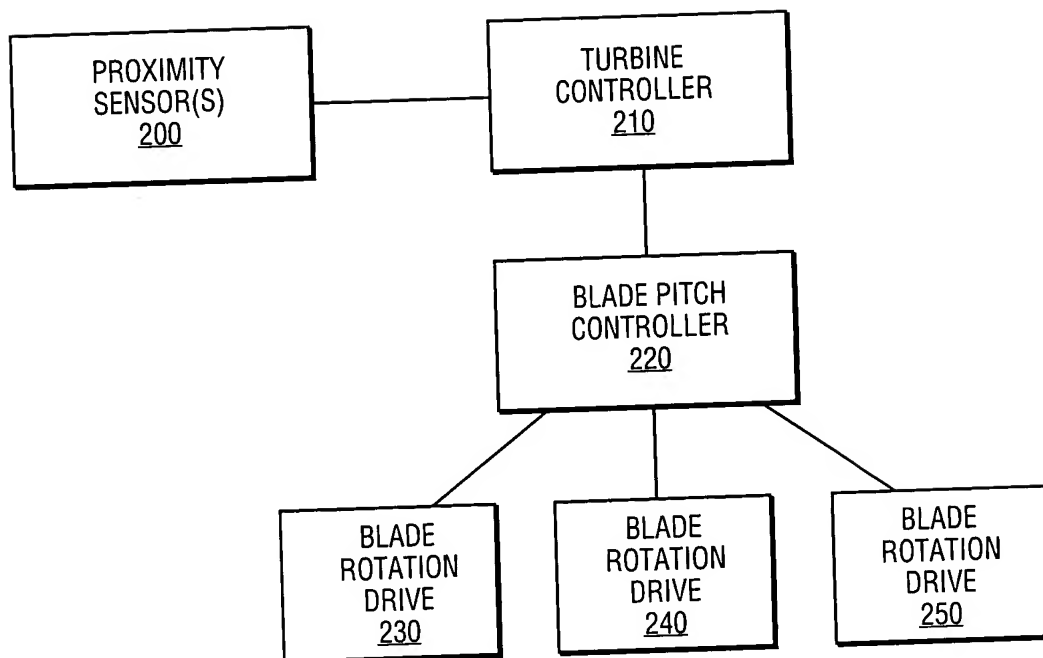 PROXIMITY
SENSOR(S)
200
TURBINE
CONTROLLER
210
BLADE PITCH
CONTROLLER
220
BLADE
ROTATION
DRIVE
230
BLADE
ROTATION
DRIVE
240
BLADE
ROTATION
DRIVE
250